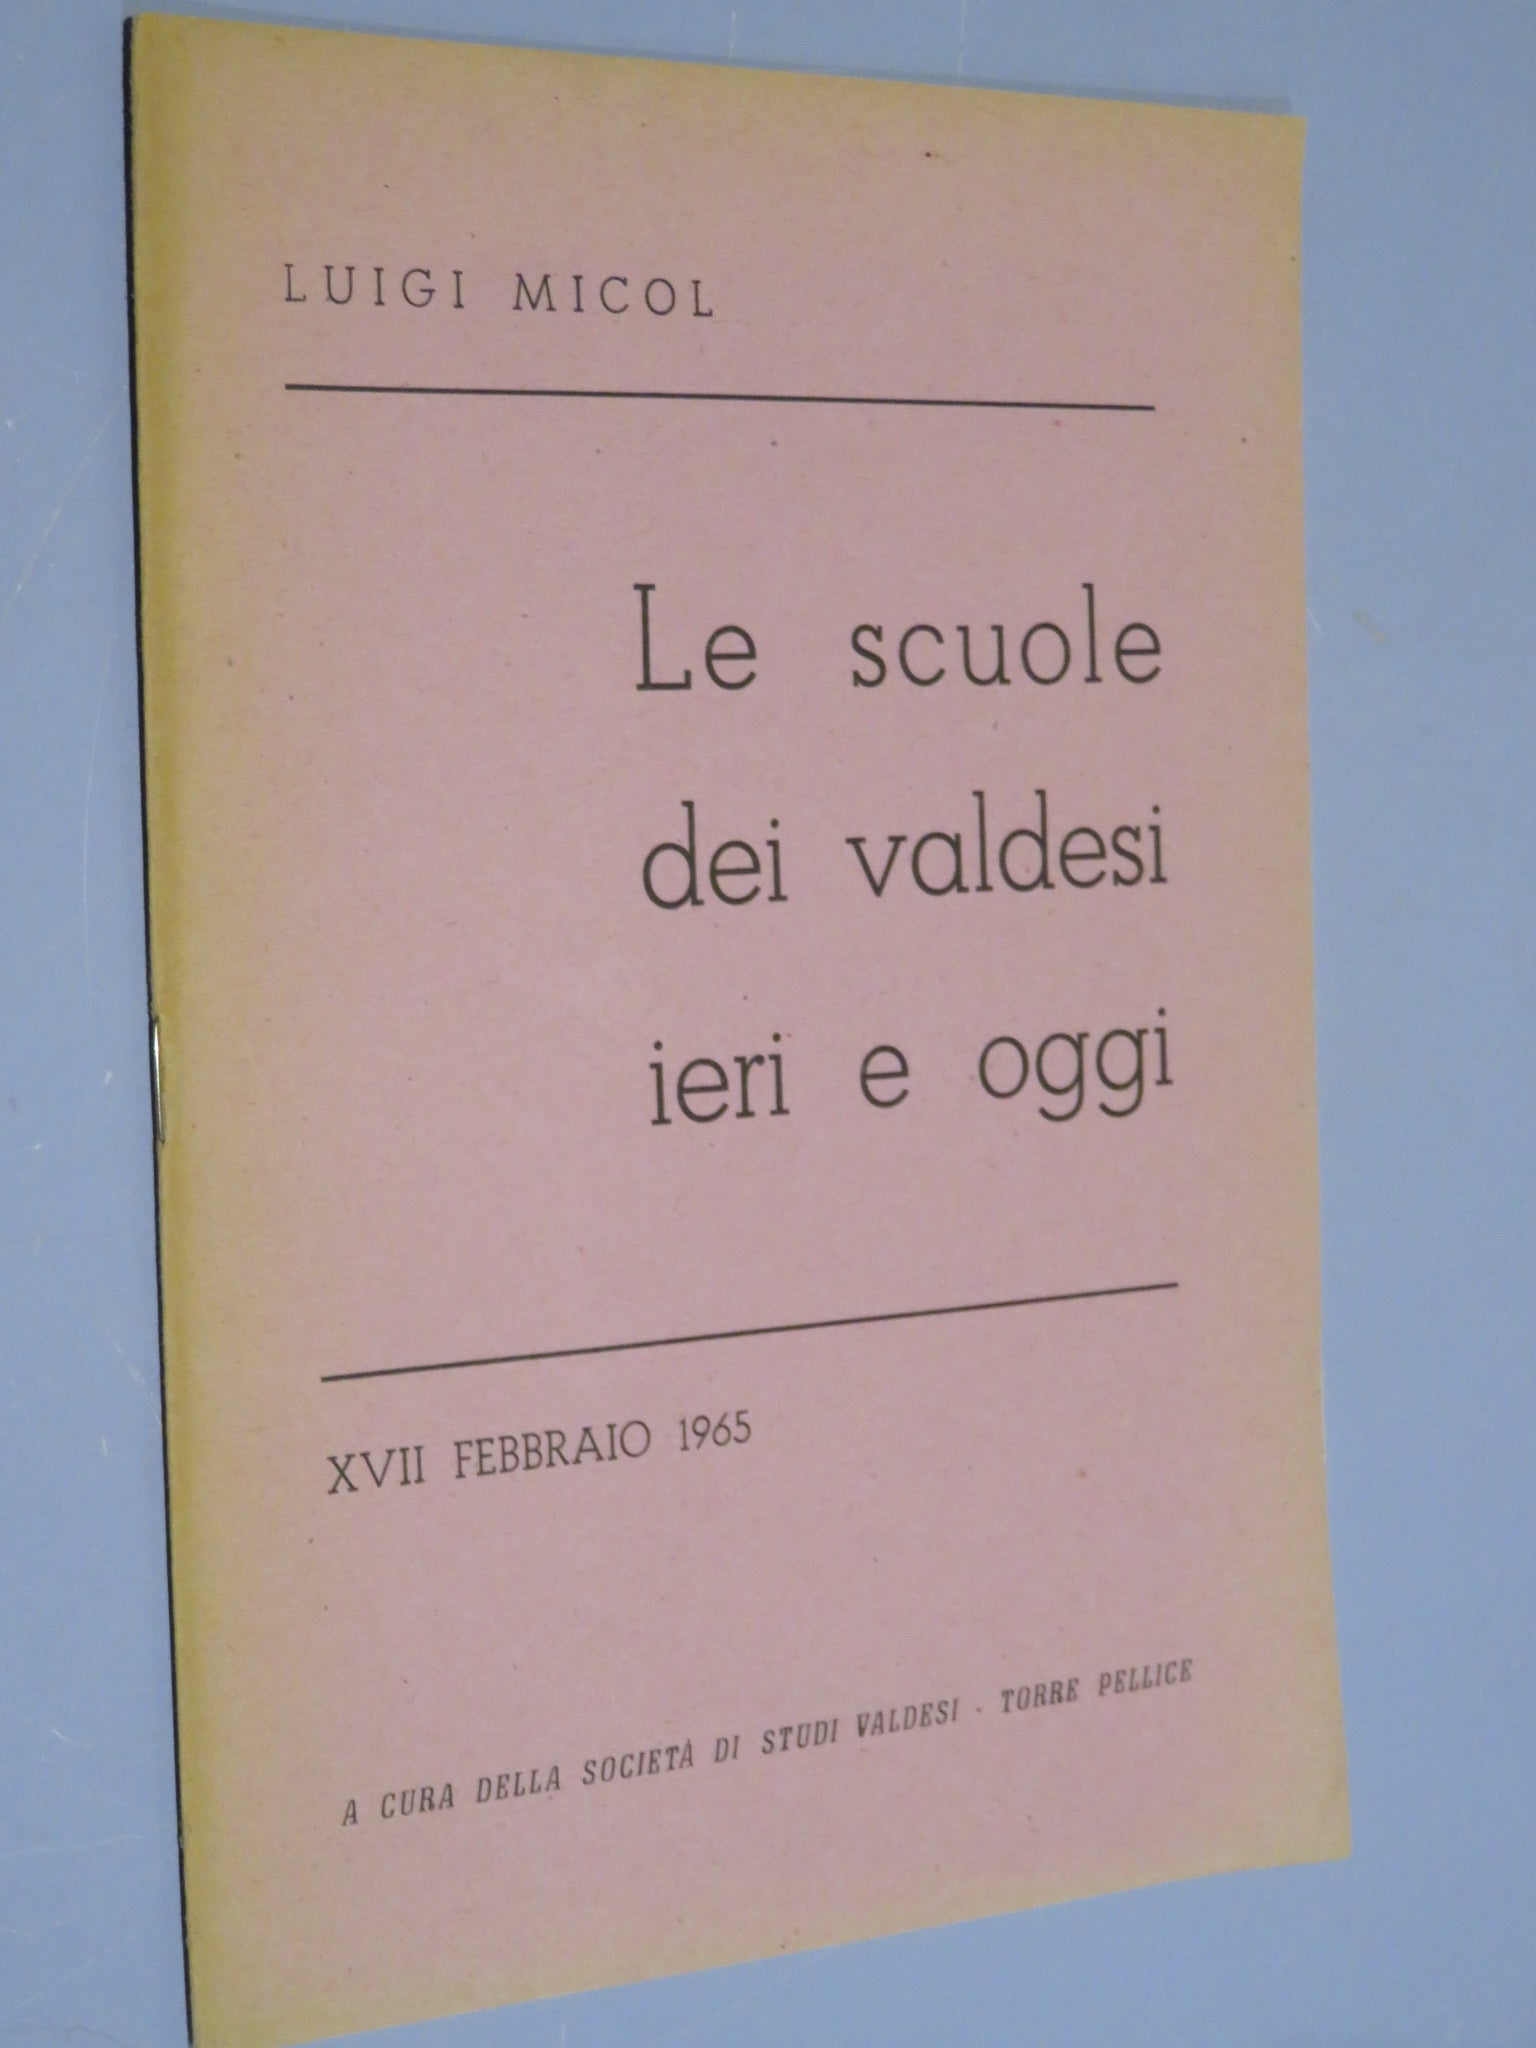 LUIGI MICOL
Le scuole
dei valdesi
ieri e oggi
XVII FEBBRAIO 1965
A CURA DELLA SOCIETÀ DI STUDI VALDESI - TORRE PELLICE